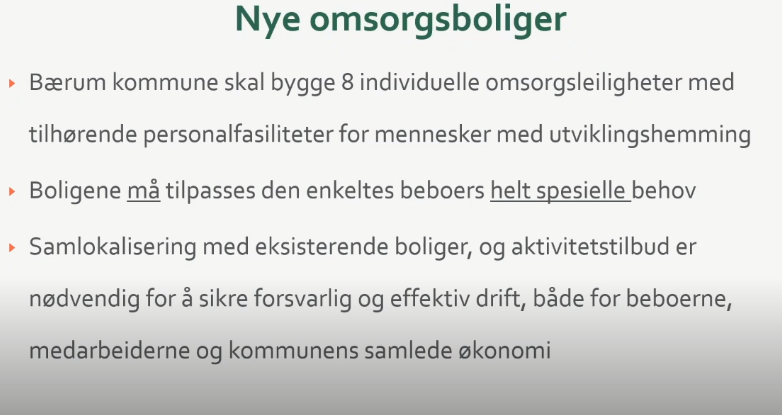 Nye omsorgsboliger
Bærum kommune skal bygge 8 individuelle omsorgsleiligheter med
tilhørende personalfasiliteter for mennesker med utviklingshemming
Boligene må tilpasses den enkeltes beboers helt spesielle behov
Samlokalisering med eksisterende boliger, og aktivitetstilbud er
nødvendig for å sikre forsvarlig og effektiv drift, både for beboerne,
medarbeiderne og kommunens samlede økonomi